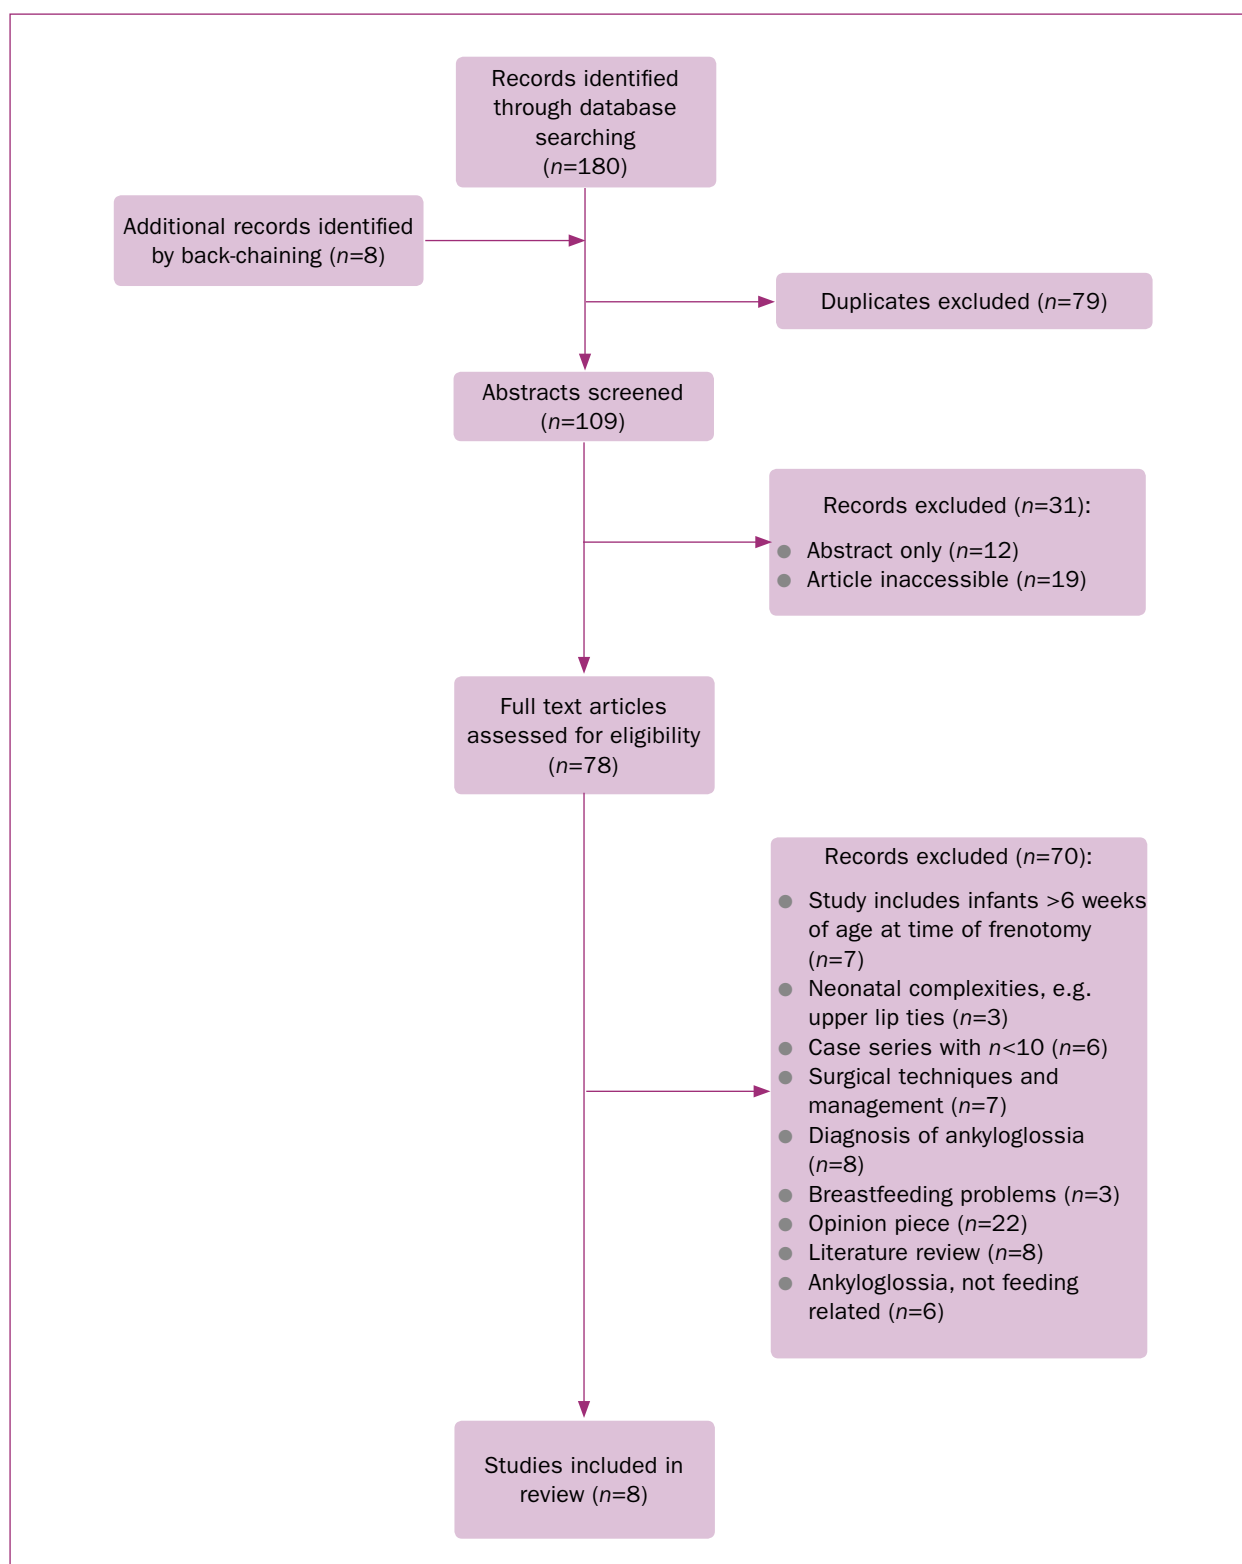 Records identified
through database
searching
(n=180)
Additional records identified
by back-chaining (n=8)
Duplicates excluded (n=79)
Abstracts screened
(n=109)
Records excluded (n=31):
● Abstract only (n=12)
● Article inaccessible (n=19)
Full text articles
assessed for eligibility
(n=78)
Records excluded (n=70):
● Study includes infants >6 weeks
of age at time of frenotomy
(n=7)
● Neonatal complexities, e.g.
upper lip ties (n=3)
● Case series with n<10 (n=6)
● Surgical techniques and
management (n=7)
● Diagnosis of ankyloglossia
(n=8)
● Breastfeeding problems (n=3)
● Opinion piece (n=22)
● Literature review (n=8)
● Ankyloglossia, not feeding
related (n=6)
Studies included in
review (n=8)